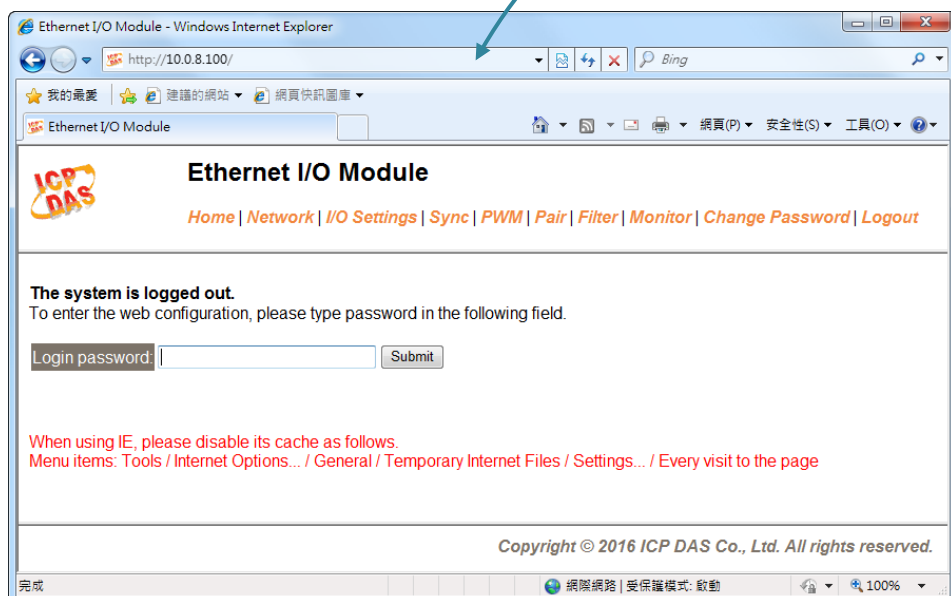 Ethernet I/O Module - Windows Internet Explorer
http://10.0.8.100/
Bing
我的最愛 建議的網站 ▼ 網頁快訊圖庫 ▼
Ethernet I/O Module
網頁(P) ▼ 安全性(S) ▼ 工具(O) ▼
ICP DAS
Ethernet I/O Module
Home | Network | I/O Settings | Sync | PWM | Pair | Filter | Monitor | Change Password | Logout
The system is logged out.
To enter the web configuration, please type password in the following field.
Login password: Submit
When using IE, please disable its cache as follows.
Menu items: Tools / Internet Options... / General / Temporary Internet Files / Settings... / Every visit to the page
Copyright © 2016 ICP DAS Co., Ltd. All rights reserved.
完成 網際網路 | 受保護模式: 啟動 100%